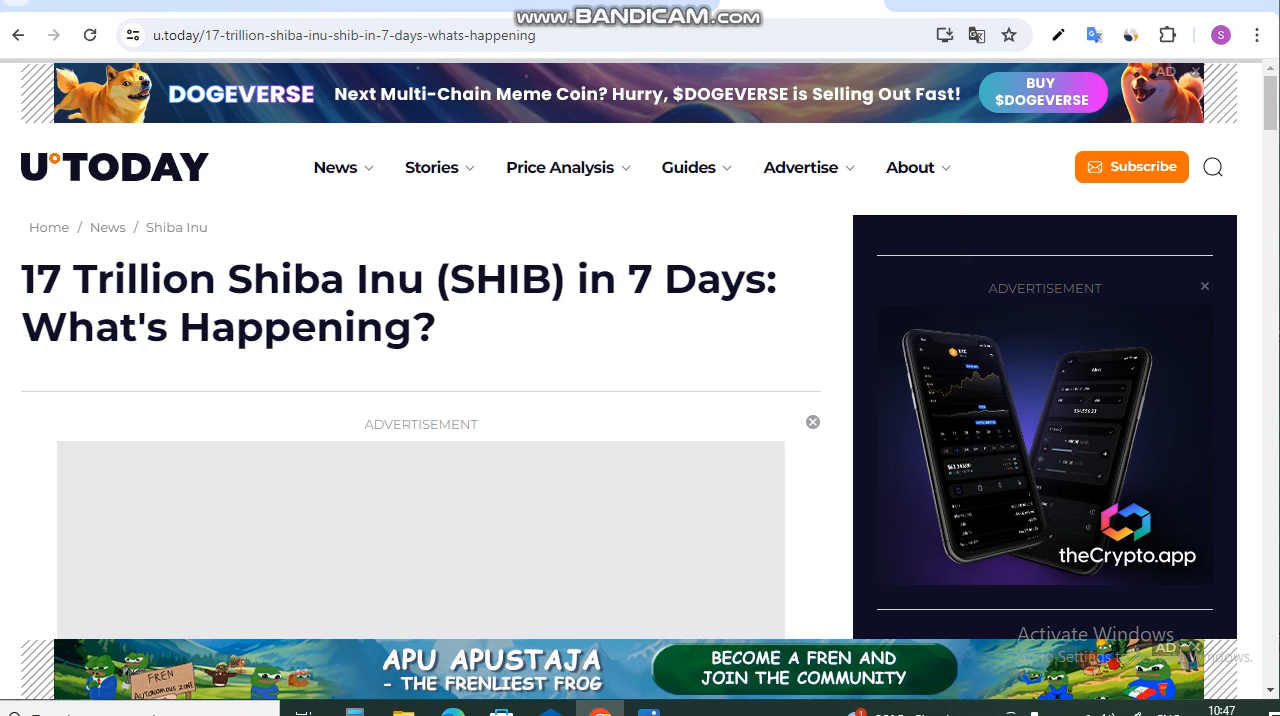 www.BANDICAM.com
u.today/17-trillion-shiba-inu-shib-in-7-days-whats-happening
S
AD
DOGEVERSE
Next Multi-Chain Meme Coin? Hurry, $DOGEVERSE is Selling Out Fast!
BUY
$DOGEVERSE
U°TODAY
News
Stories
Price Analysis
Guides
Advertise
About
Subscribe
Home / News / Shiba Inu
17 Trillion Shiba Inu (SHIB) in 7 Days:
What's Happening?
ADVERTISEMENT
ADVERTISEMENT
theCrypto.app
Activate Windows
AD
APU APUSTAJA
- THE FRENLIEST FROG
BECOME A FREN AND
JOIN THE COMMUNITY
FREN
AUTONOMOUS ZONE
10:47